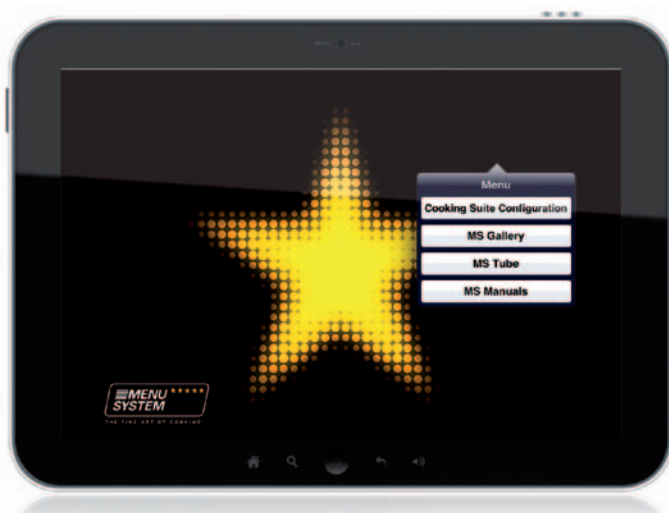 Menu
Cooking Suite Configuration
MS Gallery
MS Tube
MS Manuals
MENU
SYSTEM
THE FINE ART OF COOKING